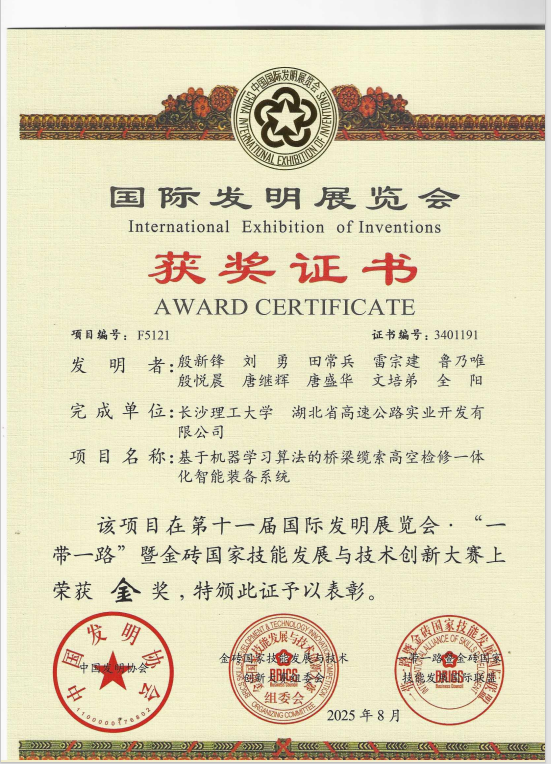 中国国际发明展览会
CHINA INTERNATIONAL EXHIBITION OF INVENTIONS
国际发明展览会
International Exhibition of Inventions
获奖证书
AWARD CERTIFICATE
项目编号: F5121 证书编号: 3401191
发明者: 殷新锋 刘勇 田常兵 雷宗建 鲁乃唯
殷悦晨 唐继辉 唐盛华 文培弟 全阳
完成单位: 长沙理工大学 湖北省高速公路实业开发有
限公司
项目名称: 基于机器学习算法的桥梁缆索高空检修一体
化智能装备系统
该项目在第十一届国际发明展览会·“一
带一路”暨金砖国家技能发展与技术创新大赛上
荣获 金 奖,特颁此证予以表彰。
中国发明协会
中国发明协会
金砖国家技能发展与技术
创新大赛组委会
BRICS
组委会
ORGANIZING COMMITTEE
一带一路暨金砖国家
技能发展国际联盟
BRICS
2025 年 8 月